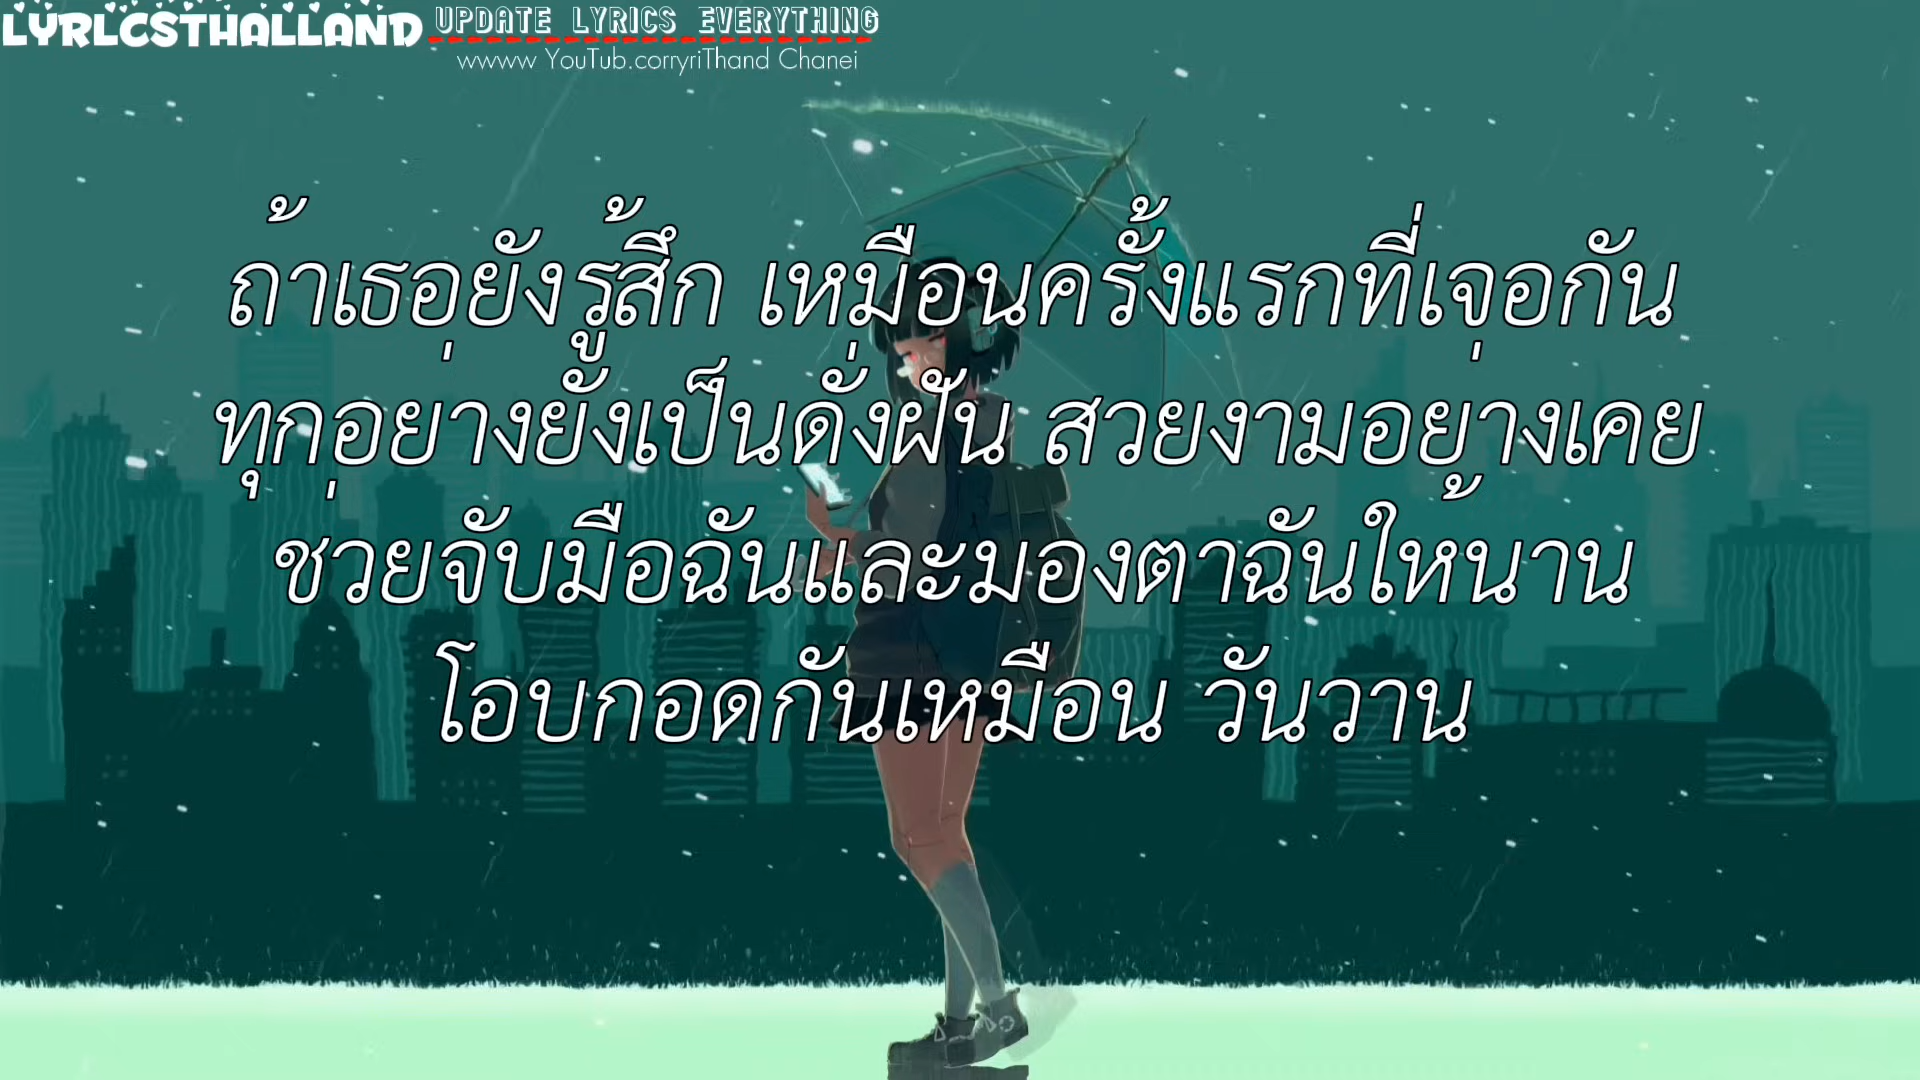 LYRLCSTHALLAND
UPDATE LYRICS EVERYTHING
wwww YouTub.corryriThand Chanei
ถ้าเธอยังรู้สึก เหมือนครั้งแรกที่เจอกัน
ทุกอย่างยังเป็นดั่งฝัน สวยงามอย่างเคย
ช่วยจับมือฉันและมองตาฉันให้นาน
โอบกอดกันเหมือน วันวาน